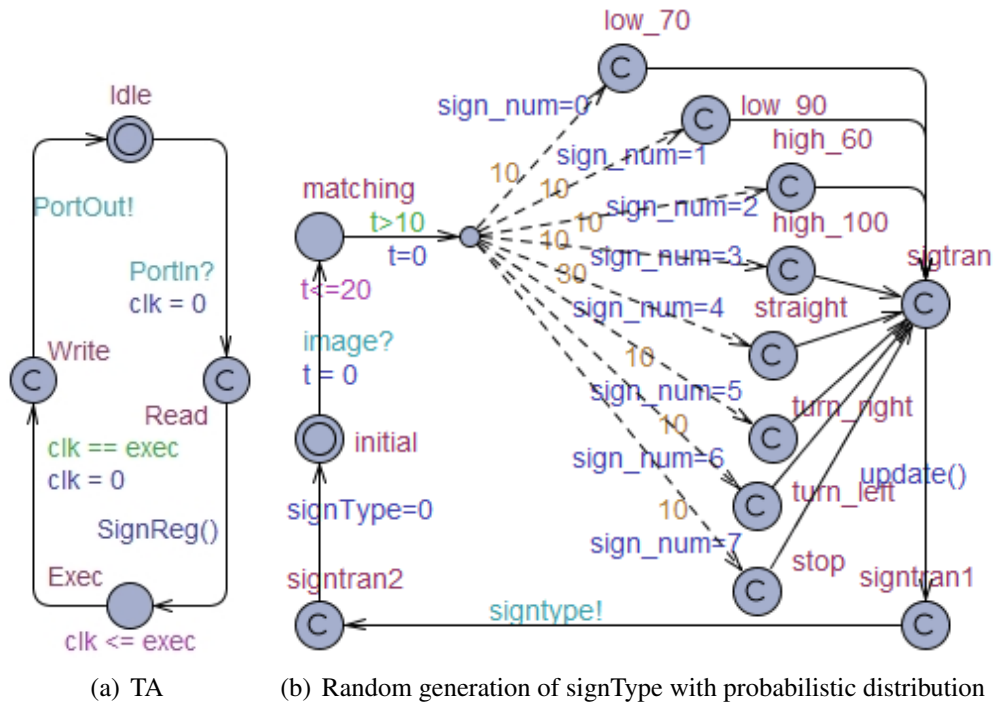 Idle
PortOut!
PortIn?
clk = 0
Write
C
C
Read
clk == exec
clk = 0
SignReg()
Exec
clk <= exec
(a) TA
low_70
C
sign_num=0
low_90
C
sign_num=1
high_60
C
10
10
matching
sign_num=2
10
t>10
t=0
high_100
10
sign_num=3
C
sigtran
C
30
t<=20
straight
sign_num=4
C
image?
t = 0
10
sign_num=5
turn_right
C
initial
10
sign_num=6
update()
turn_left
C
signType=0
10
sign_num=7
stop
C
signtran2
C
signtype!
signtran1
C
(b) Random generation of signType with probabilistic distribution